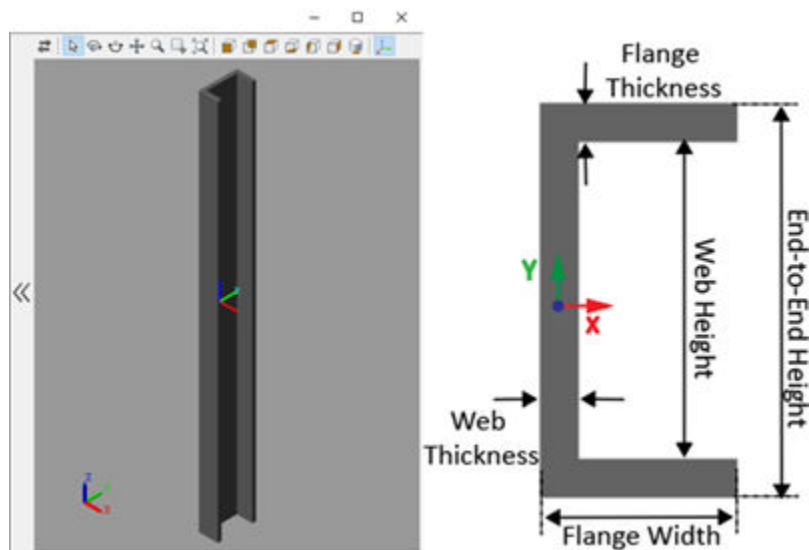 Z
Y
X
Flange
Thickness
Web Height
End-to-End Height
Y
X
Web
Thickness
Flange Width